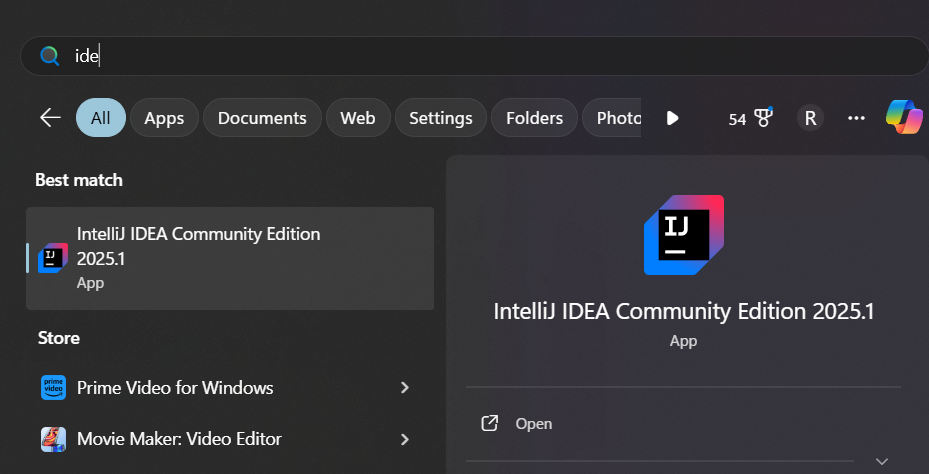 ide
All Apps Documents Web Settings Folders Photo
54 R
Best match
IntelliJ IDEA Community Edition
2025.1
App
Store
prime video
Prime Video for Windows
Movie Maker: Video Editor
IJ
IJ
IntelliJ IDEA Community Edition 2025.1
App
Open